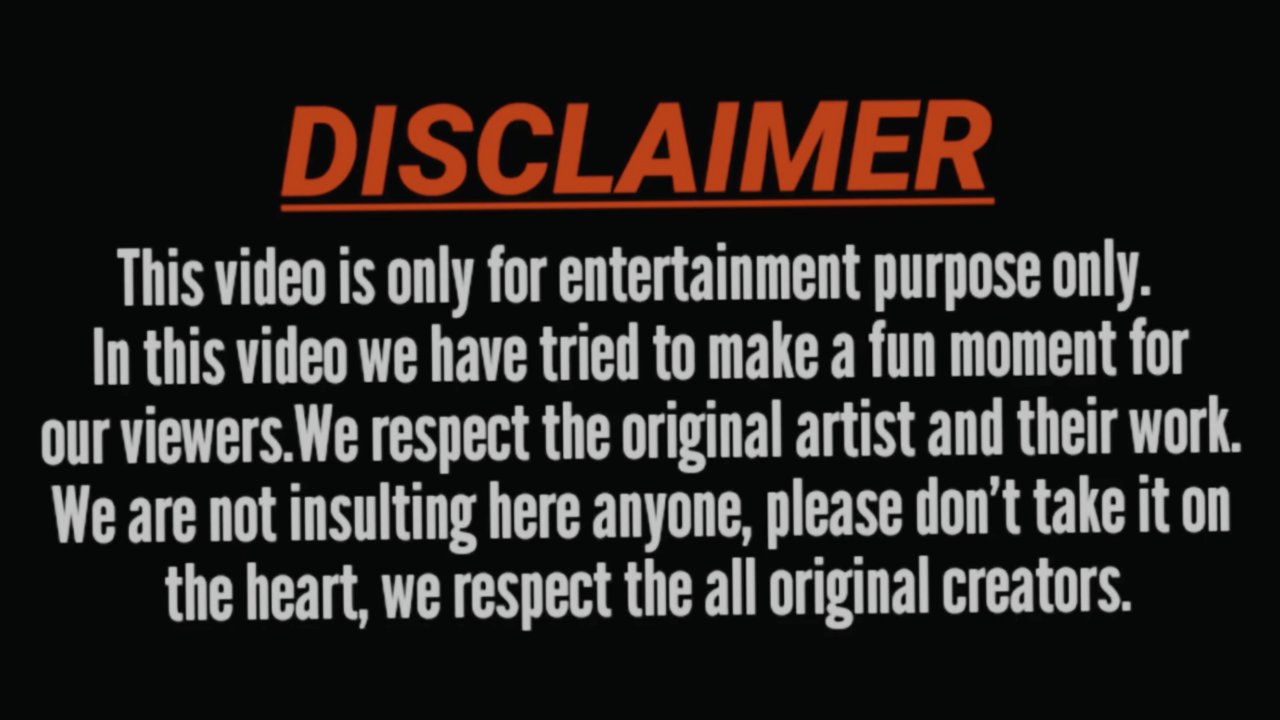 DISCLAIMER
This video is only for entertainment purpose only.
In this video we have tried to make a fun moment for
our viewers.We respect the original artist and their work.
We are not insulting here anyone, please don't take it on
the heart, we respect the all original creators.